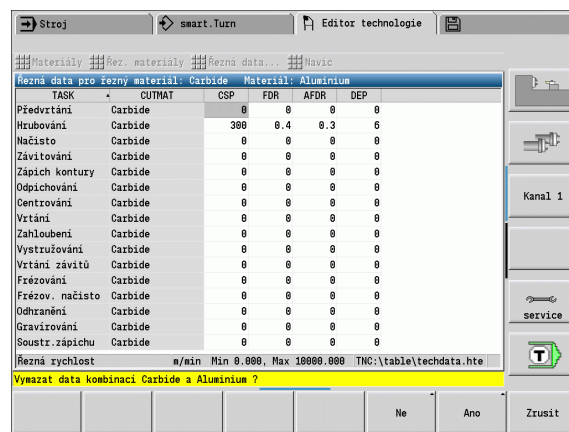 Stroj smart.Turn Editor technologie
Materiály Řez. materiály Řezná data... Navíc
Řezná data pro řezný materiál: Carbide Materiál: Aluminium
TASK CUTMAT CSP FDR AFDR DEP
Předvrtání Carbide 0 0 0 0
Hrubování Carbide 300 0.4 0.3 6
Načisto Carbide 0 0 0 0
Závitování Carbide 0 0 0 0
Zápich kontury Carbide 0 0 0 0
Odpichování Carbide 0 0 0 0
Centrování Carbide 0 0 0 0
Vrtání Carbide 0 0 0 0
Zahloubení Carbide 0 0 0 0
Vystružování Carbide 0 0 0 0
Vrtání závitů Carbide 0 0 0 0
Frézování Carbide 0 0 0 0
Frézov. načisto Carbide 0 0 0 0
Odhranění Carbide 0 0 0 0
Gravírování Carbide 0 0 0 0
Soustr.zápichu Carbide 0 0 0 0
Řezná rychlost m/min Min 0.000, Max 10000.000 TNC:\table\techdata.hte
Vymazat data kombinací Carbide a Aluminium ?
Ne Ano Zrusit
Kanal 1
service
T